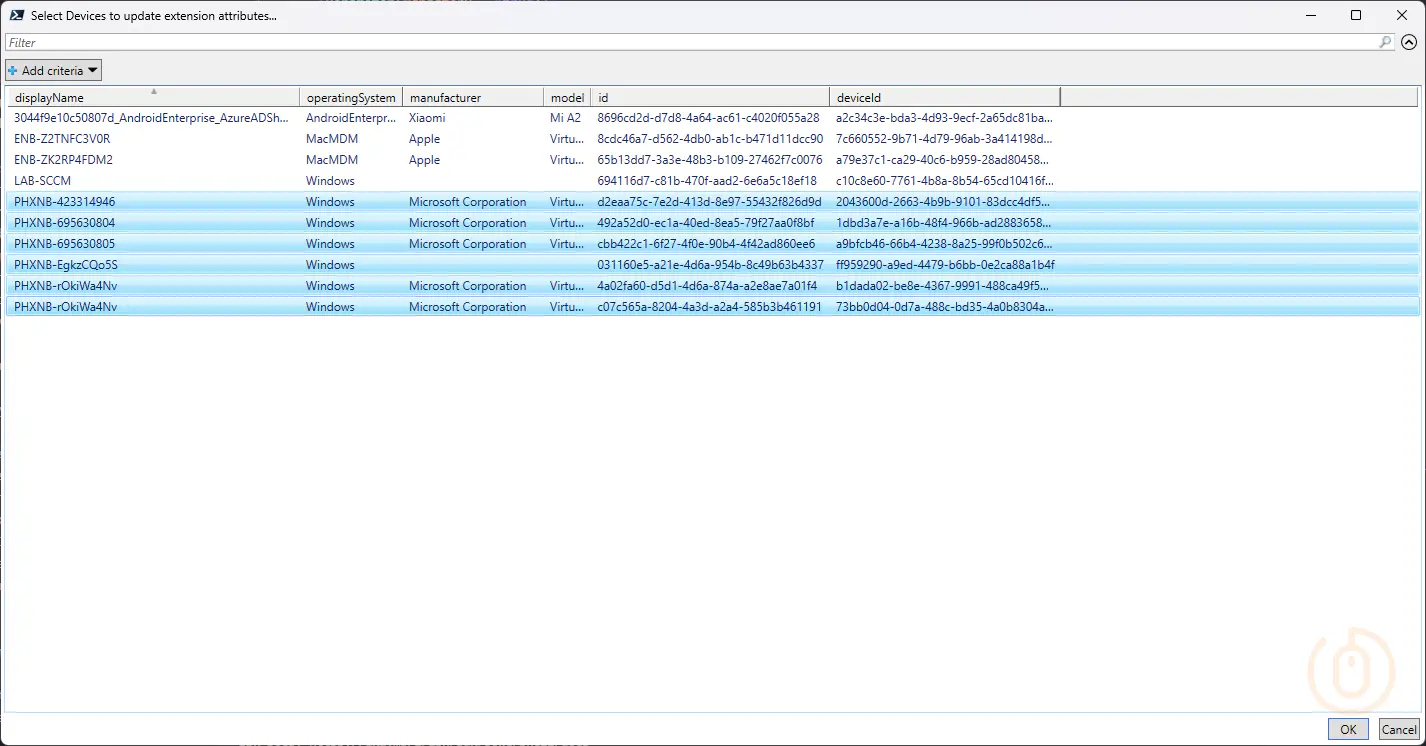 Select Devices to update extension attributes...
Filter
Add criteria
displayName operatingSystem manufacturer model id deviceId
3044f9e10c50807d_AndroidEnterprise_AzureADSh... AndroidEnterpr... Xiaomi Mi A2 8696cd2d-d7d8-4a64-ac61-c4020f055a28 a2c34c3e-bda3-4d93-9ecf-2a65dc81ba...
ENB-Z2TNFC3V0R MacMDM Apple Virtu... 8cdc46a7-d562-4db0-ab1c-b471d11dcc90 7c660552-9b71-4d79-96ab-3a414198d...
ENB-ZK2RP4FDM2 MacMDM Apple Virtu... 65b13dd7-3a3e-48b3-b109-27462f7c0076 a79e37c1-ca29-40c6-b959-28ad80458...
LAB-SCCM Windows 694116d7-c81b-470f-aad2-6e6a5c18ef18 c10c8e60-7761-4b8a-8b54-65cd10416f...
PHXNB-423314946 Windows Microsoft Corporation Virtu... d2eaa75c-7e2d-413d-8e97-55432f826d9d 2043600d-2663-4b9b-9101-83dcc4df5...
PHXNB-695630804 Windows Microsoft Corporation Virtu... 492a52d0-ec1a-40ed-8ea5-79f27aa0f8bf 1dbd3a7e-a16b-48f4-966b-ad2883658...
PHXNB-695630805 Windows Microsoft Corporation Virtu... cbb422c1-6f27-4f0e-90b4-4f42ad860ee6 a9bfcb46-66b4-4238-8a25-99f0b502c6...
PHXNB-EgkzCQo5S Windows 031160e5-a21e-4d6a-954b-8c49b63b4337 ff959290-a9ed-4479-b6bb-0e2ca88a1b4f
PHXNB-rOkiWa4Nv Windows Microsoft Corporation Virtu... 4a02fa60-d5d1-4d6a-874a-a2e8ae7a01f4 b1dada02-be8e-4367-9991-488ca49f5...
PHXNB-rOkiWa4Nv Windows Microsoft Corporation Virtu... c07c565a-8204-4a3d-a2a4-585b3b461191 73bb0d04-0d7a-488c-bd35-4a0b8304a...
OK Cancel